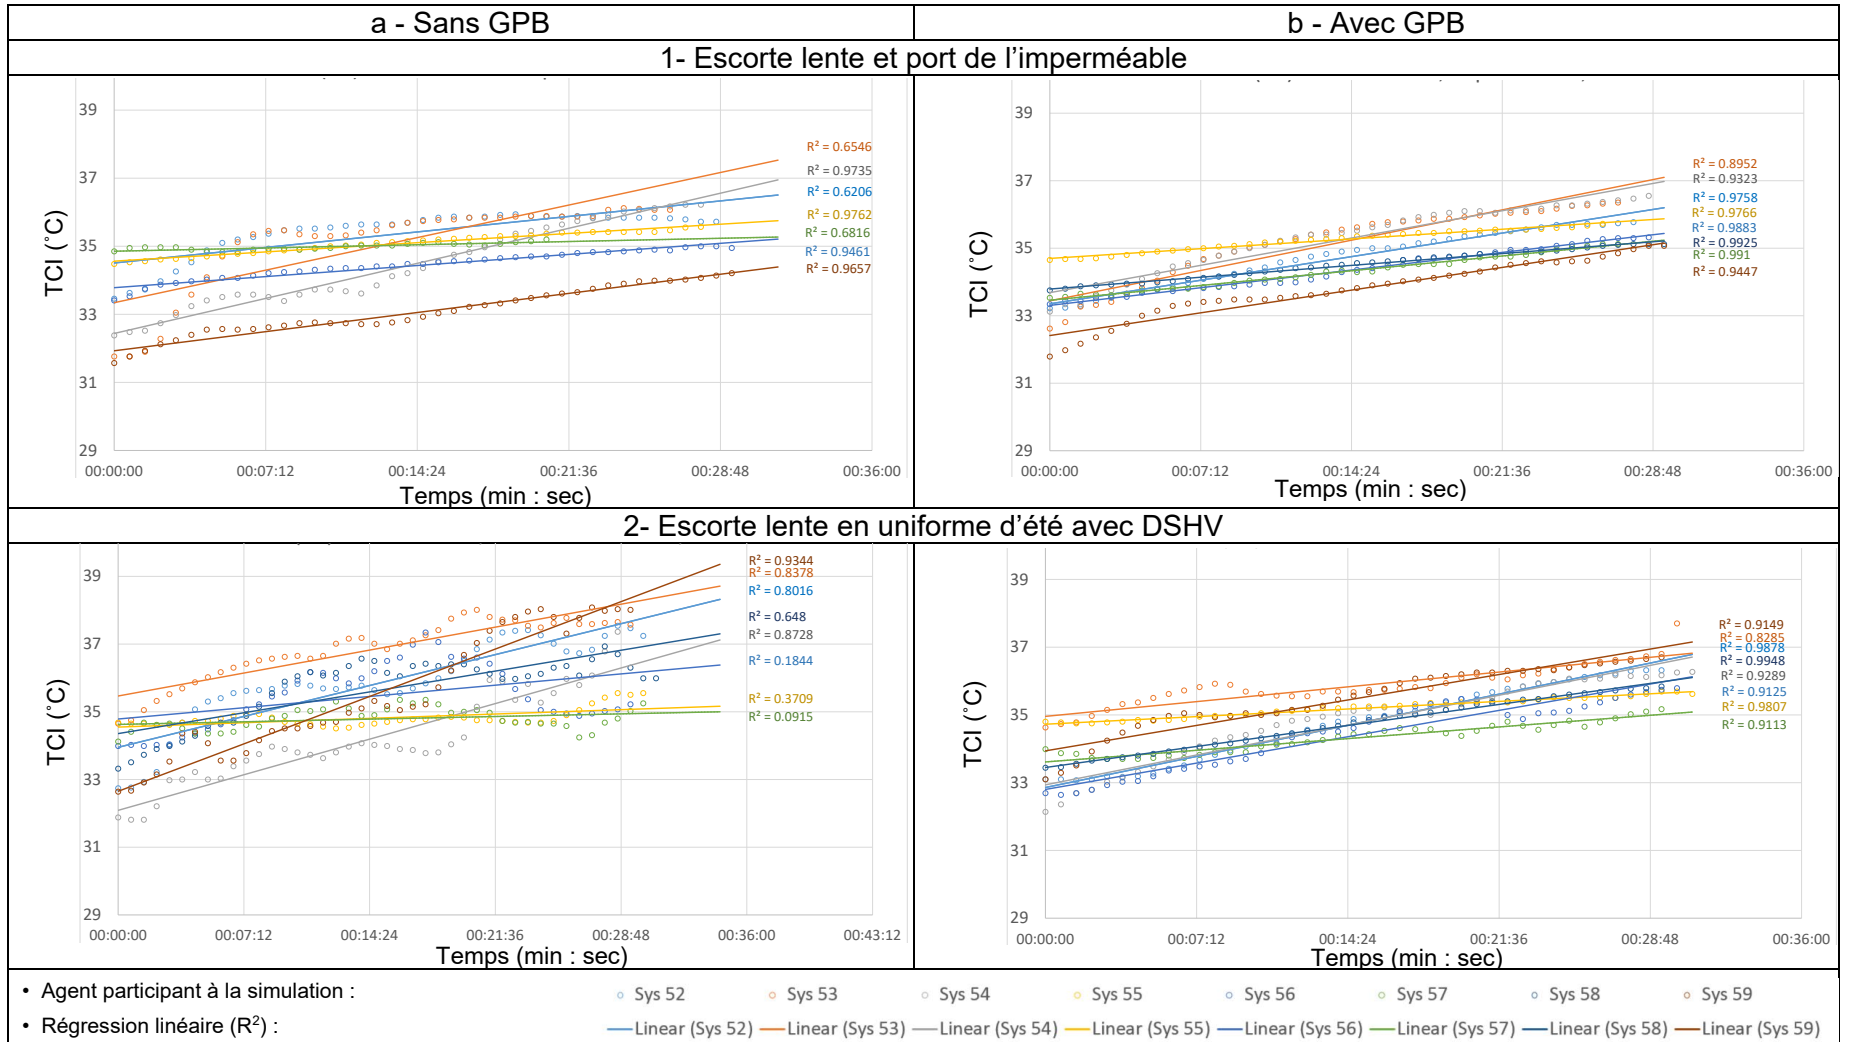 a - Sans GPB
b - Avec GPB
1- Escorte lente et port de l'imperméable
39
37
35
33
31
29
TCI (˚C)
R² = 0.6546
R² = 0.9735
R² = 0.6206
R² = 0.9762
R² = 0.6816
R² = 0.9461
R² = 0.9657
00:00:00 00:07:12 00:14:24 00:21:36 00:28:48 00:36:00
Temps (min : sec)
39
37
35
33
31
29
TCI (˚C)
R² = 0.8952
R² = 0.9323
R² = 0.9758
R² = 0.9766
R² = 0.9883
R² = 0.9925
R² = 0.991
R² = 0.9447
00:00:00 00:07:12 00:14:24 00:21:36 00:28:48 00:36:00
Temps (min : sec)
2- Escorte lente en uniforme d'été avec DSHV
39
37
35
33
31
29
TCI (˚C)
R² = 0.9344
R² = 0.8378
R² = 0.8016
R² = 0.648
R² = 0.8728
R² = 0.1844
R² = 0.3709
R² = 0.0915
00:00:00 00:07:12 00:14:24 00:21:36 00:28:48 00:36:00 00:43:12
Temps (min : sec)
39
37
35
33
31
29
TCI (˚C)
R² = 0.9149
R² = 0.8285
R² = 0.9878
R² = 0.9948
R² = 0.9289
R² = 0.9125
R² = 0.9807
R² = 0.9113
00:00:00 00:07:12 00:14:24 00:21:36 00:28:48 00:36:00
Temps (min : sec)
• Agent participant à la simulation : Sys 52 Sys 53 Sys 54 Sys 55 Sys 56 Sys 57 Sys 58 Sys 59
• Régression linéaire (R²) : Linear (Sys 52) Linear (Sys 53) Linear (Sys 54) Linear (Sys 55) Linear (Sys 56) Linear (Sys 57) Linear (Sys 58) Linear (Sys 59)